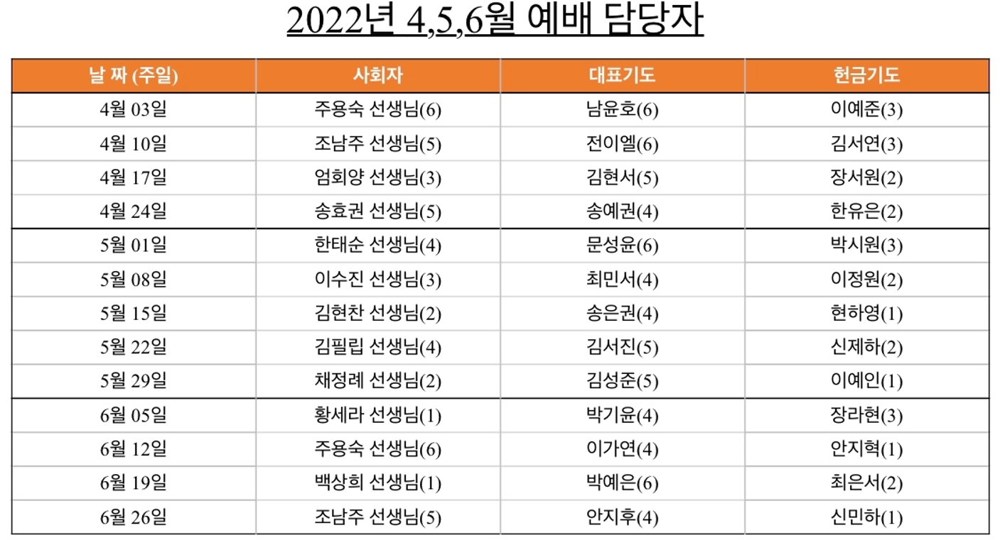 2022년 4,5,6월 예배 담당자
날 짜 (주일) 사회자 대표기도 헌금기도
4월 03일 주용숙 선생님(6) 남윤호(6) 이예준(3)
4월 10일 조남주 선생님(5) 전이엘(6) 김서연(3)
4월 17일 엄회양 선생님(3) 김현서(5) 장서원(2)
4월 24일 송효권 선생님(5) 송예권(4) 한유은(2)
5월 01일 한태순 선생님(4) 문성윤(6) 박시원(3)
5월 08일 이수진 선생님(3) 최민서(4) 이정원(2)
5월 15일 김현찬 선생님(2) 송은권(4) 현하영(1)
5월 22일 김필립 선생님(4) 김서진(5) 신제하(2)
5월 29일 채정례 선생님(2) 김성준(5) 이예인(1)
6월 05일 황세라 선생님(1) 박기윤(4) 장라현(3)
6월 12일 주용숙 선생님(6) 이가연(4) 안지혁(1)
6월 19일 백상희 선생님(1) 박예은(6) 최은서(2)
6월 26일 조남주 선생님(5) 안지후(4) 신민하(1)